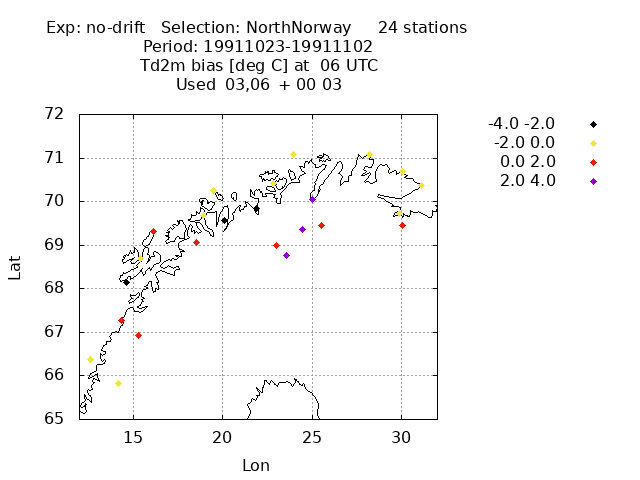 Exp: no-drift Selection: NorthNorway 24 stations
Period: 19911023-19911102
Td2m bias [deg C] at 06 UTC
Used 03,06 + 00 03
-4.0 -2.0
-2.0 0.0
0.0 2.0
2.0 4.0
72
71
70
69
68
67
66
65
Lat
15 20 25 30
Lon